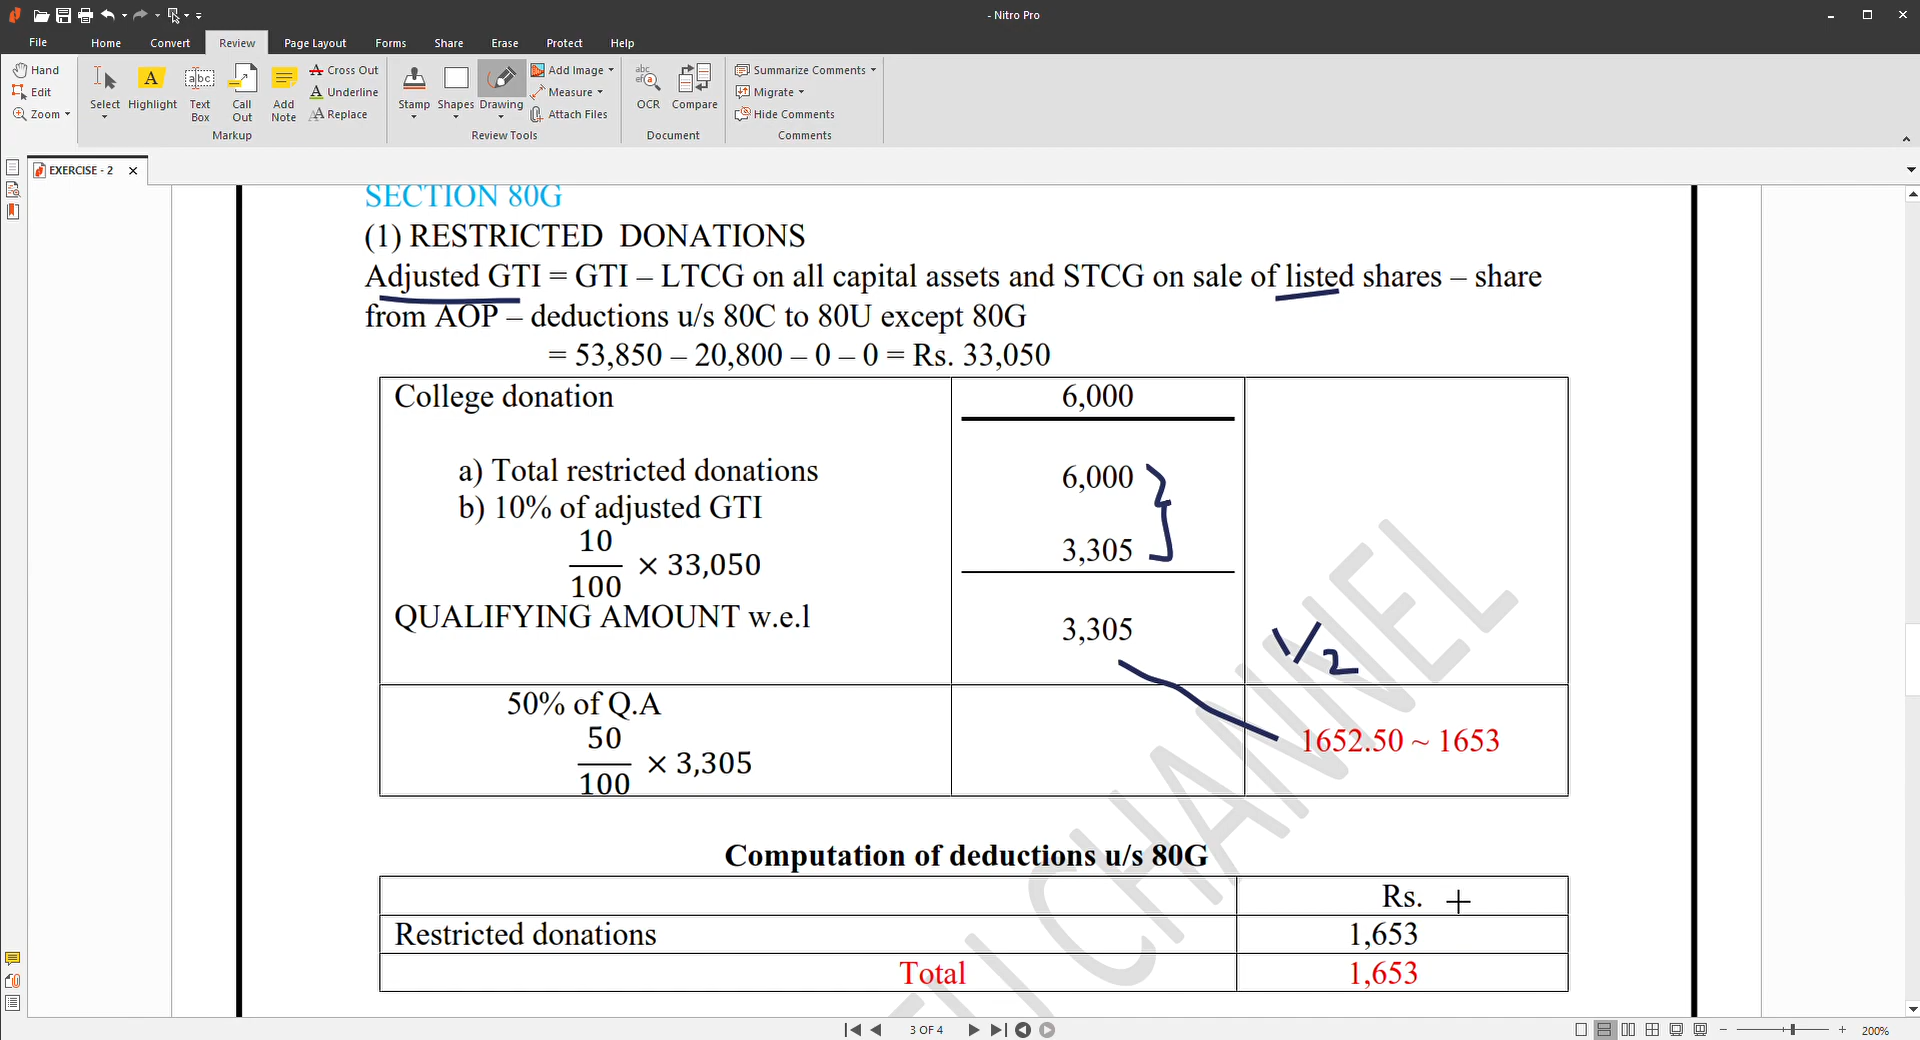 - Nitro Pro
File Home Convert Review Page Layout Forms Share Erase Protect Help
Hand
Edit
Zoom
Select
Highlight
Text Box
Call Out
Add Note
Cross Out
Underline
Replace
Markup
Stamp
Shapes
Drawing
Add Image
Measure
Attach Files
Review Tools
OCR
Compare
Document
Summarize Comments
Migrate
Hide Comments
Comments
EXERCISE - 2
SECTION 80G
(1) RESTRICTED DONATIONS
Adjusted GTI = GTI – LTCG on all capital assets and STCG on sale of listed shares – share
from AOP – deductions u/s 80C to 80U except 80G
= 53,850 – 20,800 – 0 – 0 = Rs. 33,050
College donation 6,000
a) Total restricted donations 6,000
b) 10% of adjusted GTI
10/100 × 33,050 3,305
QUALIFYING AMOUNT w.e.l 3,305
1/2
50% of Q.A
50/100 × 3,305 1652.50 ~ 1653
Computation of deductions u/s 80G
Rs.
Restricted donations 1,653
Total 1,653
CHANNEL
3 OF 4
200%